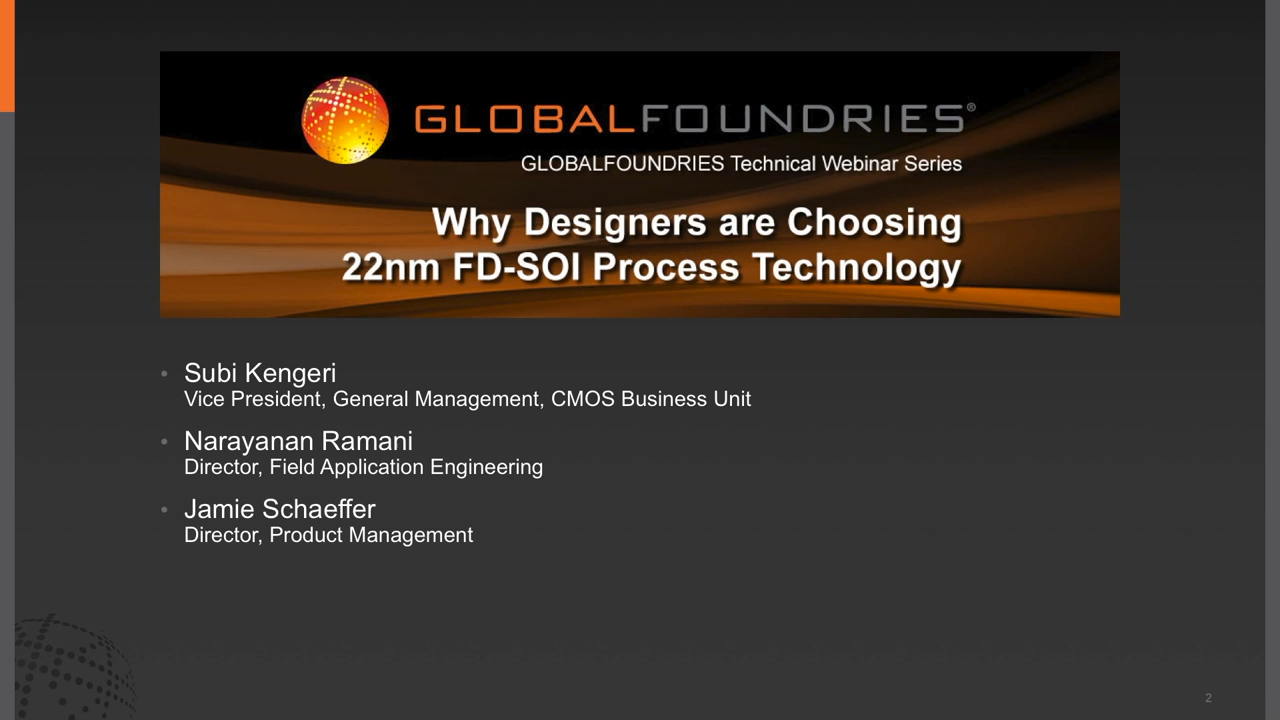 GLOBALFOUNDRIES®
GLOBALFOUNDRIES Technical Webinar Series
Why Designers are Choosing
22nm FD-SOI Process Technology
• Subi Kengeri
Vice President, General Management, CMOS Business Unit
• Narayanan Ramani
Director, Field Application Engineering
• Jamie Schaeffer
Director, Product Management
2